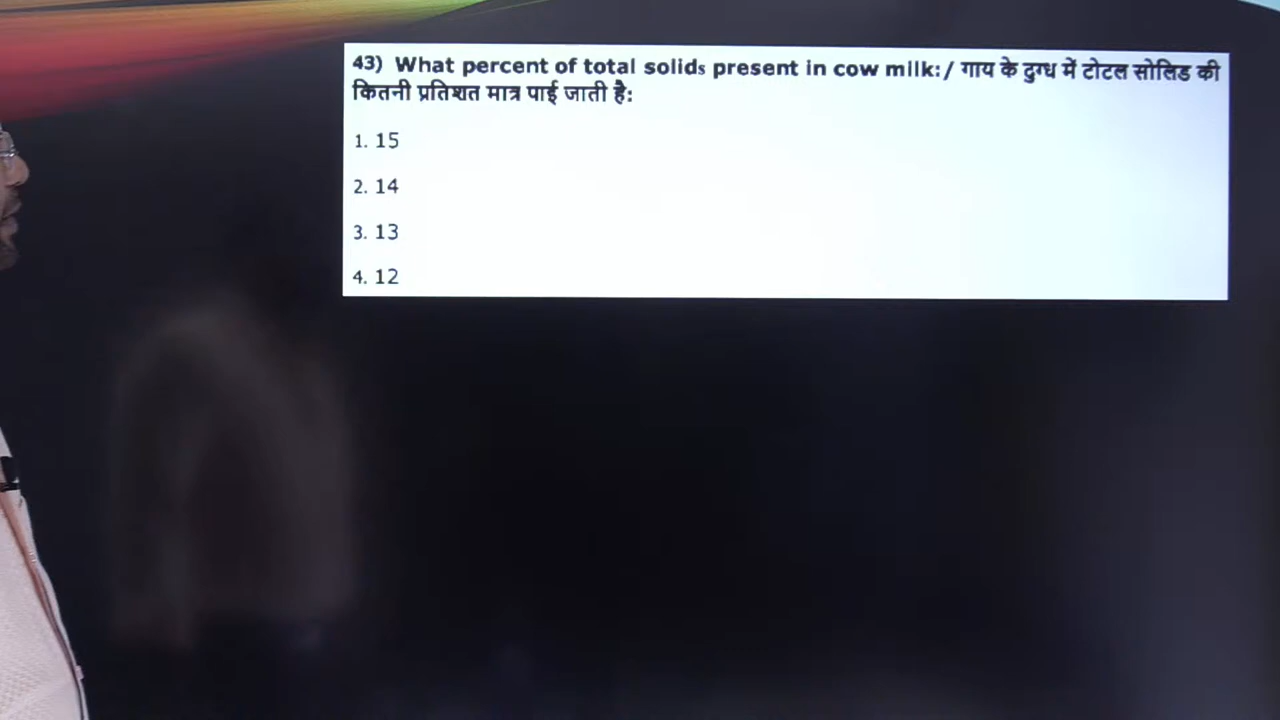 43) What percent of total solids present in cow milk:/ गाय के दुग्ध में टोटल सोलिड की
कितनी प्रतिशत मात्र पाई जाती है:
1. 15
2. 14
3. 13
4. 12